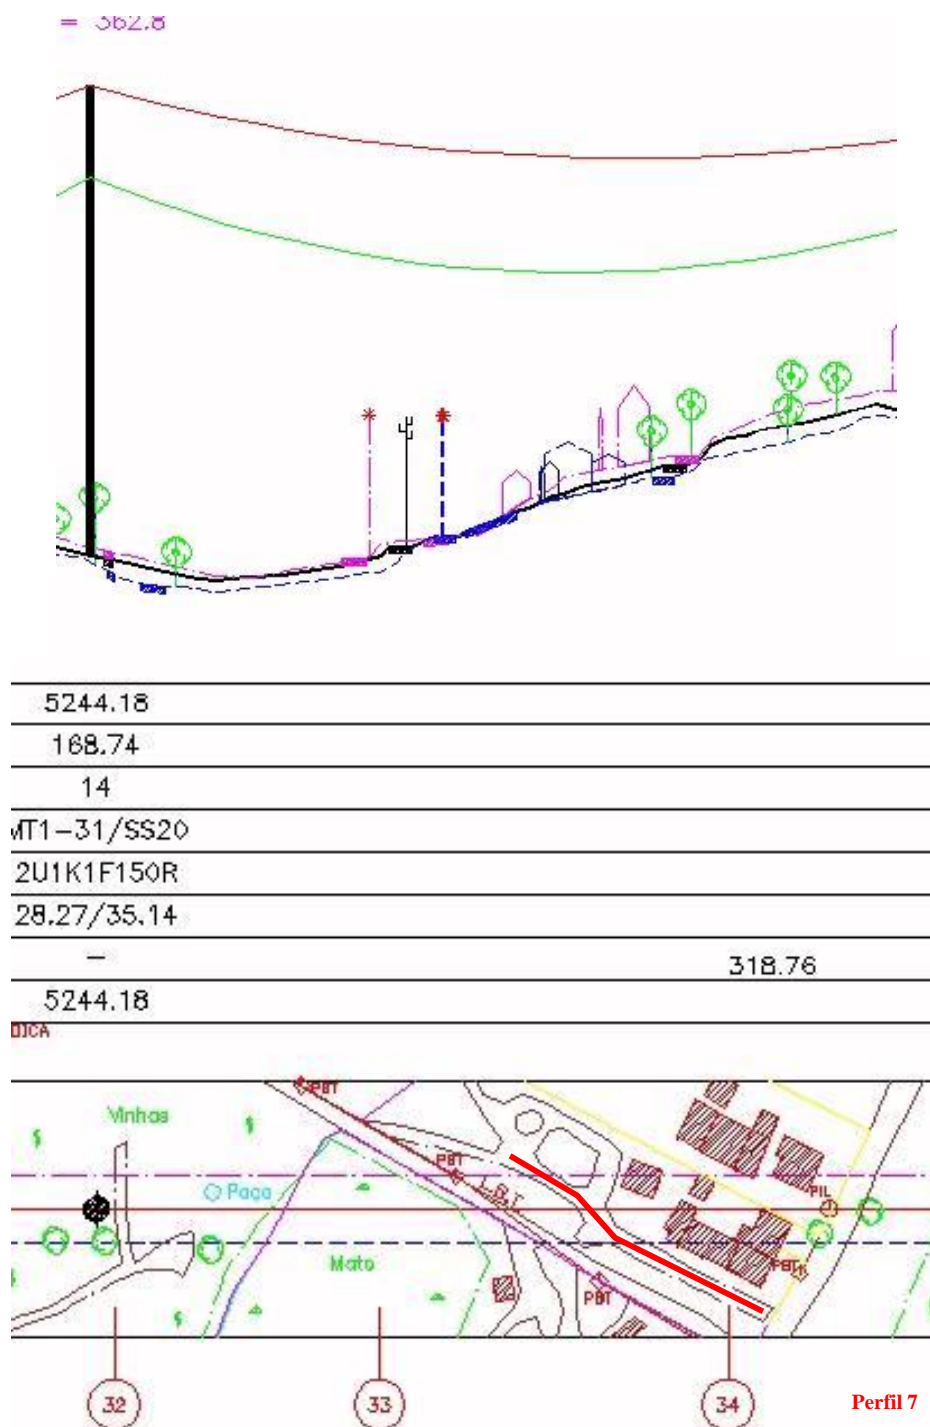 = 362.8
5244.18
168.74
14
MT1-31/SS20
2U1K1F150R
28.27/35.14
-
318.76
5244.18
DICA
PBT
Vinhas
PBT
L.B.T.
Poço
PIL
Mato
PBT
PBT
32
33
34
Perfil 7